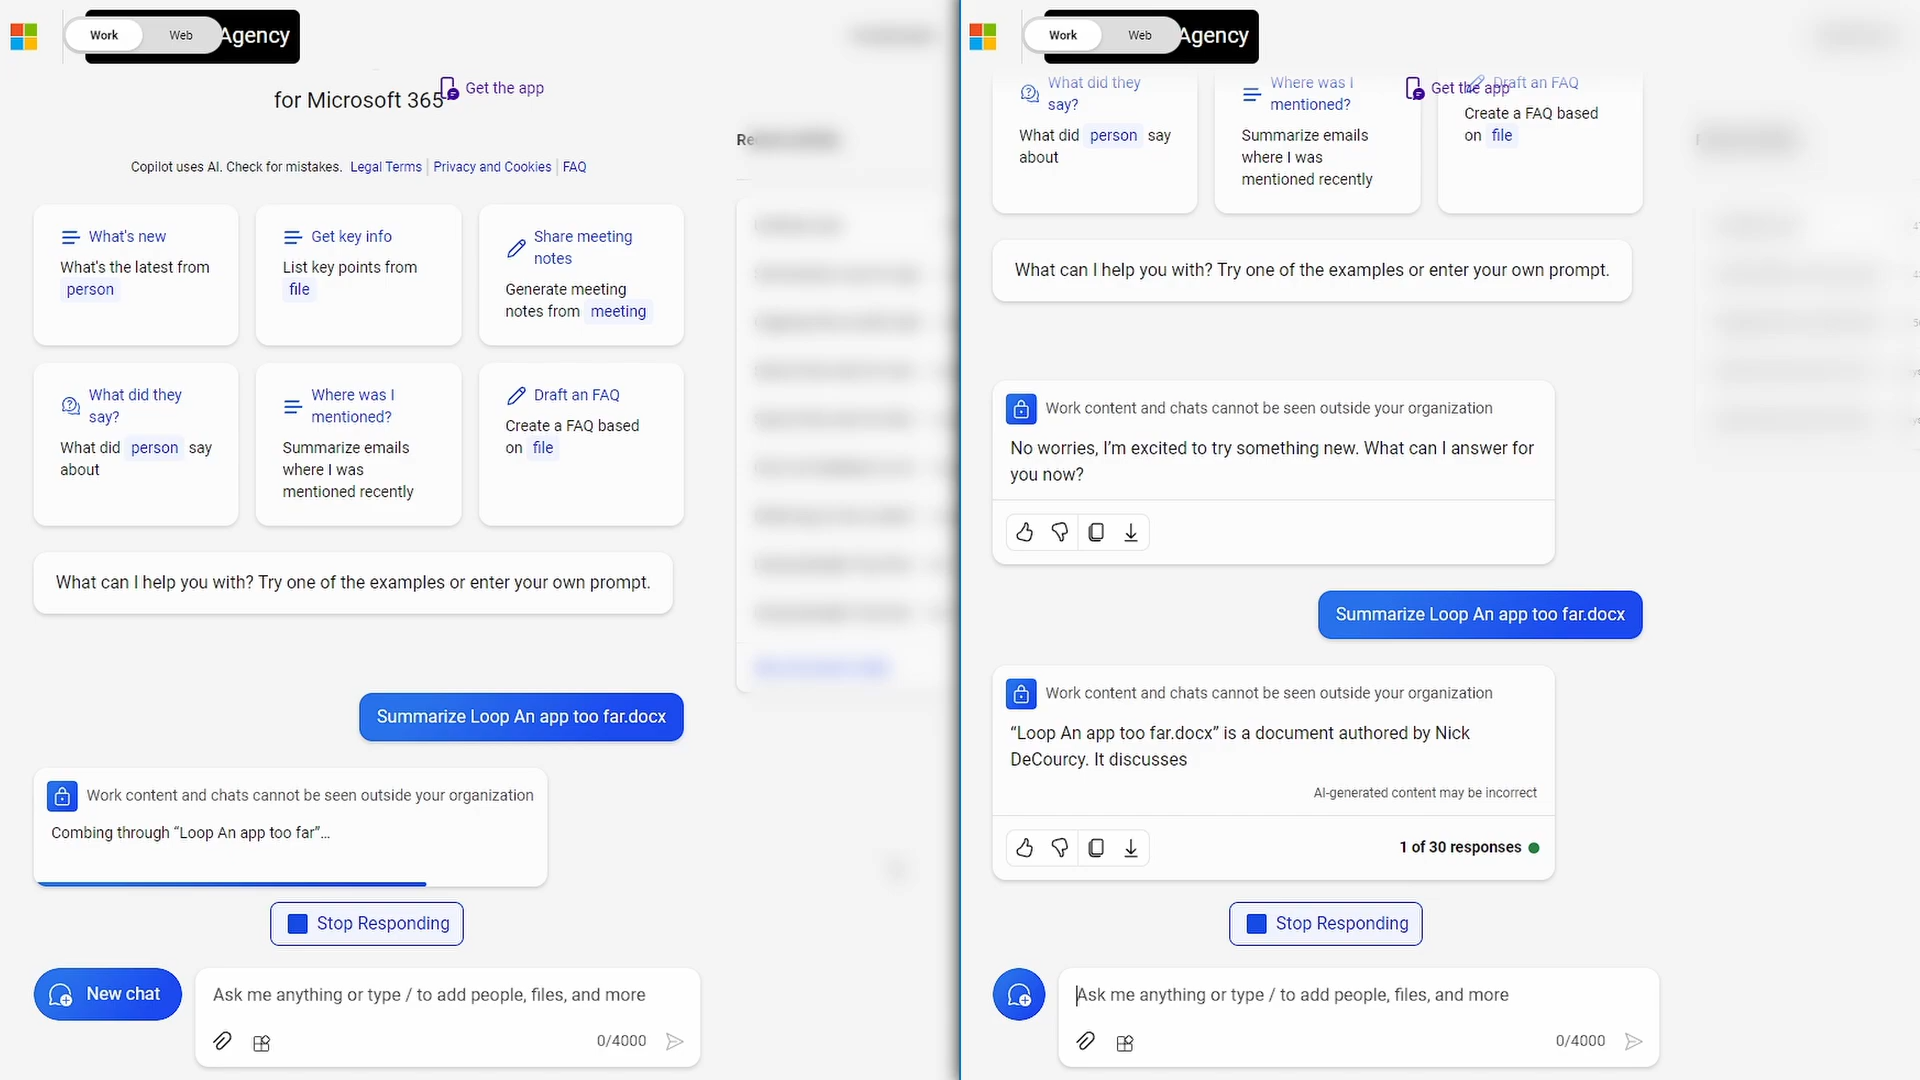 Work
Web
Agency
for Microsoft 365
Get the app
Copilot uses AI. Check for mistakes. Legal Terms | Privacy and Cookies | FAQ
What's new
What's the latest from
person
Get key info
List key points from
file
Share meeting
notes
Generate meeting
notes from meeting
What did they
say?
What did person say
about
Where was I
mentioned?
Summarize emails
where I was
mentioned recently
Draft an FAQ
Create a FAQ based
on file
What can I help you with? Try one of the examples or enter your own prompt.
Summarize Loop An app too far.docx
Work content and chats cannot be seen outside your organization
Combing through “Loop An app too far”...
Stop Responding
New chat
Ask me anything or type / to add people, files, and more
0/4000
Work
Web
Agency
Get the app
What did they
say?
What did person say
about
Where was I
mentioned?
Summarize emails
where I was
mentioned recently
Draft an FAQ
Create a FAQ based
on file
What can I help you with? Try one of the examples or enter your own prompt.
Work content and chats cannot be seen outside your organization
No worries, I’m excited to try something new. What can I answer for
you now?
Summarize Loop An app too far.docx
Work content and chats cannot be seen outside your organization
“Loop An app too far.docx” is a document authored by Nick
DeCourcy. It discusses
AI-generated content may be incorrect
1 of 30 responses
Stop Responding
Ask me anything or type / to add people, files, and more
0/4000